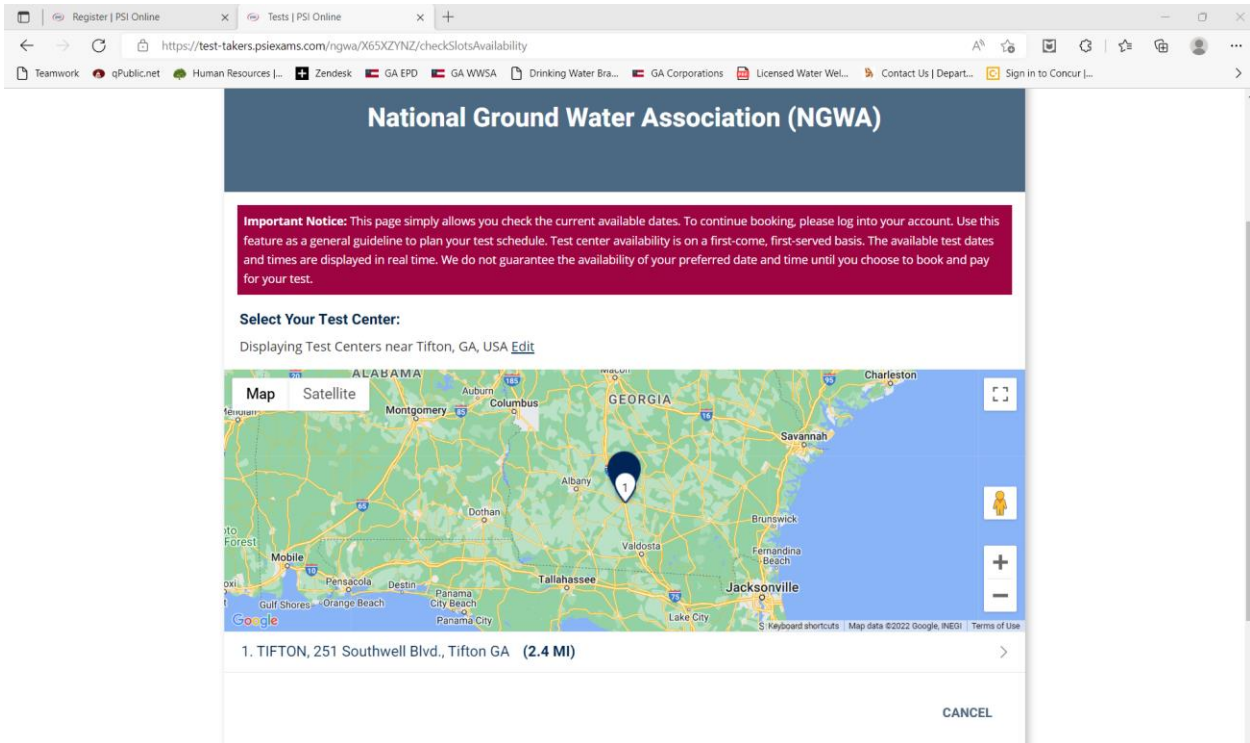 Register | PSI Online
Tests | PSI Online
https://test-takers.psiexams.com/ngwa/X65XZYNZ/checkSlotsAvailability
Teamwork qPublic.net Human Resources |... Zendesk GA EPD GA WWSA Drinking Water Bra... GA Corporations Licensed Water Wel... Contact Us | Depart... Sign in to Concur |...
National Ground Water Association (NGWA)
Important Notice: This page simply allows you check the current available dates. To continue booking, please log into your account. Use this
feature as a general guideline to plan your test schedule. Test center availability is on a first-come, first-served basis. The available test dates
and times are displayed in real time. We do not guarantee the availability of your preferred date and time until you choose to book and pay
for your test.
Select Your Test Center:
Displaying Test Centers near Tifton, GA, USA Edit
Map Satellite
ALABAMA
Auburn
185
Macon
95
Charleston
Columbus
GEORGIA
Montgomery
85
16
Savannah
Albany
1
65
Dothan
Brunswick
Forest
Valdosta
Fernandina
Beach
Mobile
10
Tallahassee
Jacksonville
Pensacola
Destin
Panama
City Beach
75
Gulf Shores
Orange Beach
Panama City
Lake City
Google
Keyboard shortcuts Map data ©2022 Google, INEGI Terms of Use
1. TIFTON, 251 Southwell Blvd., Tifton GA (2.4 MI)
CANCEL